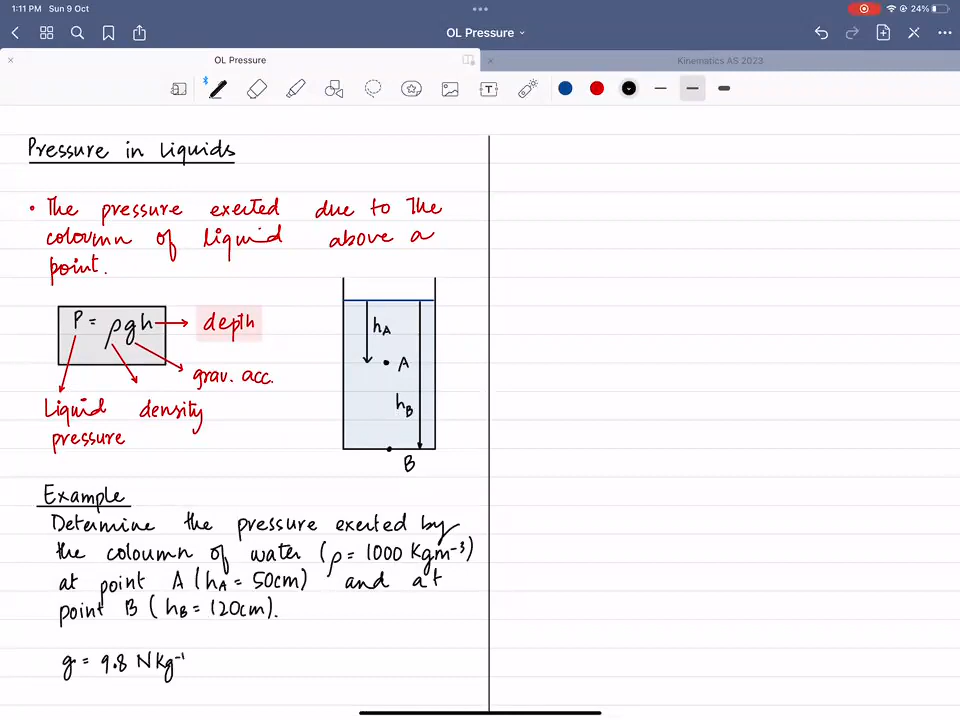 1:11 PM Sun 9 Oct
24%
OL Pressure
OL Pressure
Kinematics AS 2023
Pressure in Liquids
• The pressure exerted due to the
coloumn of liquid above a
point.
P = ρgh → depth
grav. acc.
Liquid density
pressure
hA
A
hB
B
Example
Determine the pressure exerted by
the coloumn of water (ρ = 1000 Kgm⁻³)
at point A (hA = 50cm) and at
point B (hB = 120cm).
g = 9.8 N Kg⁻¹